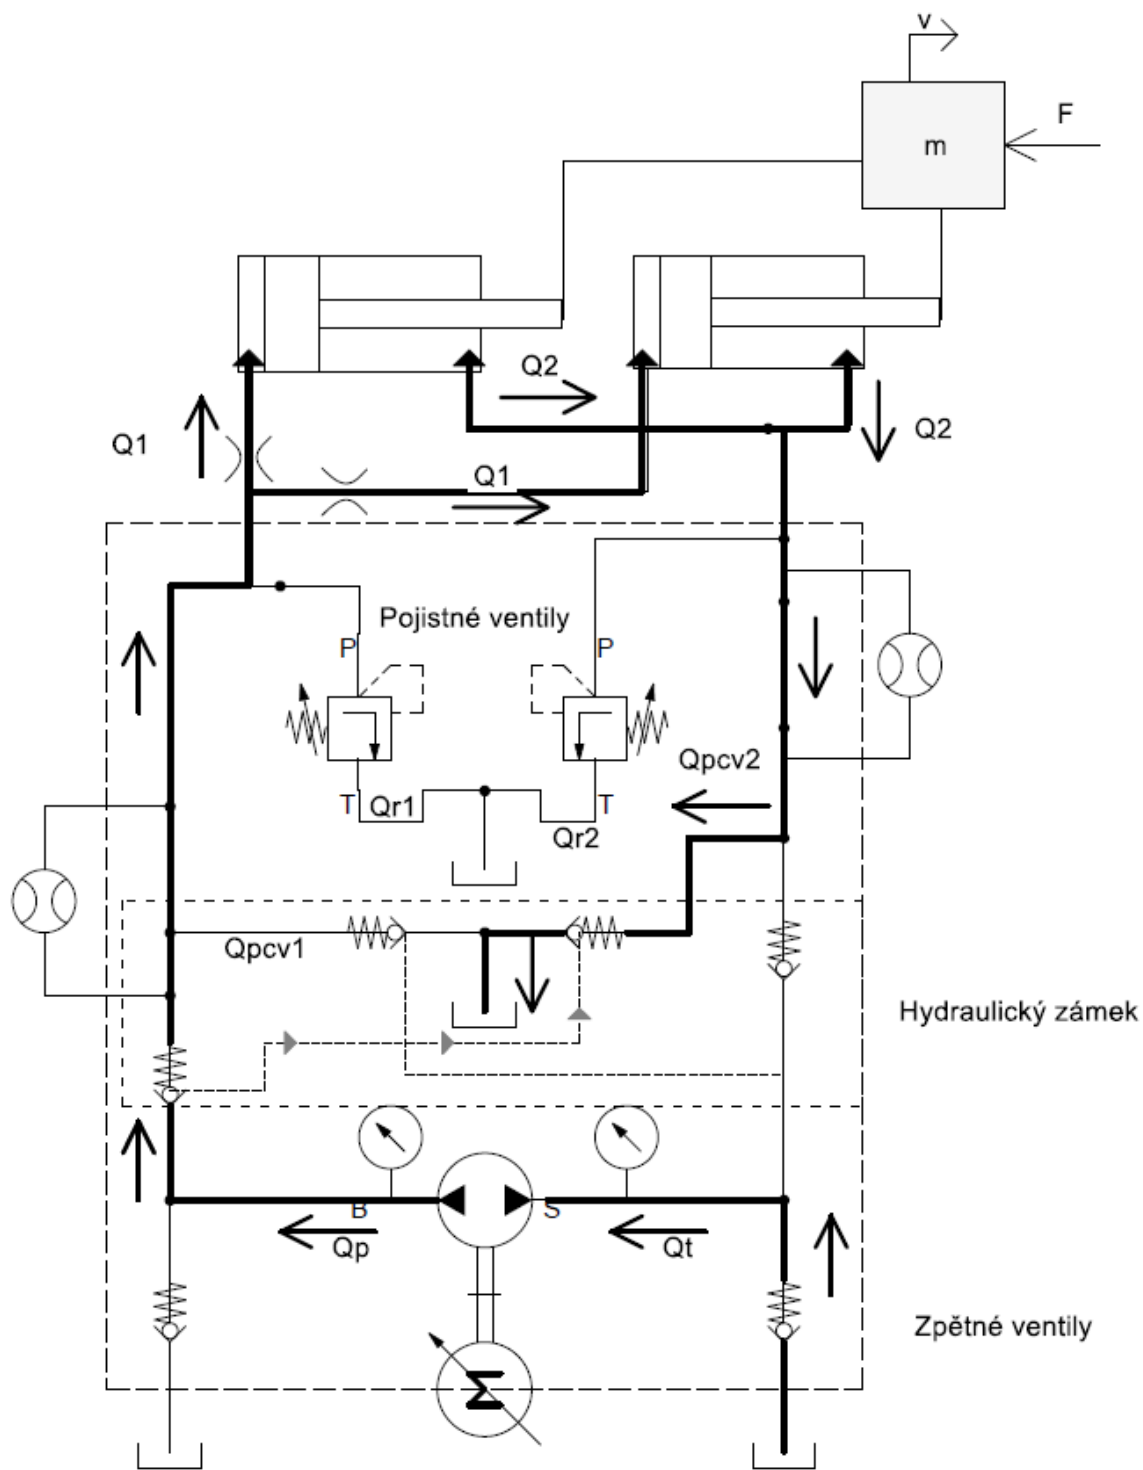 v
F
m
Q2
Q1
Q2
Q1
Pojistné ventily
P
P
Qpcv2
T
Qr1
T
Qr2
Qpcv1
Hydraulický zámek
B
S
Qp
Qt
Zpětné ventily
Σ